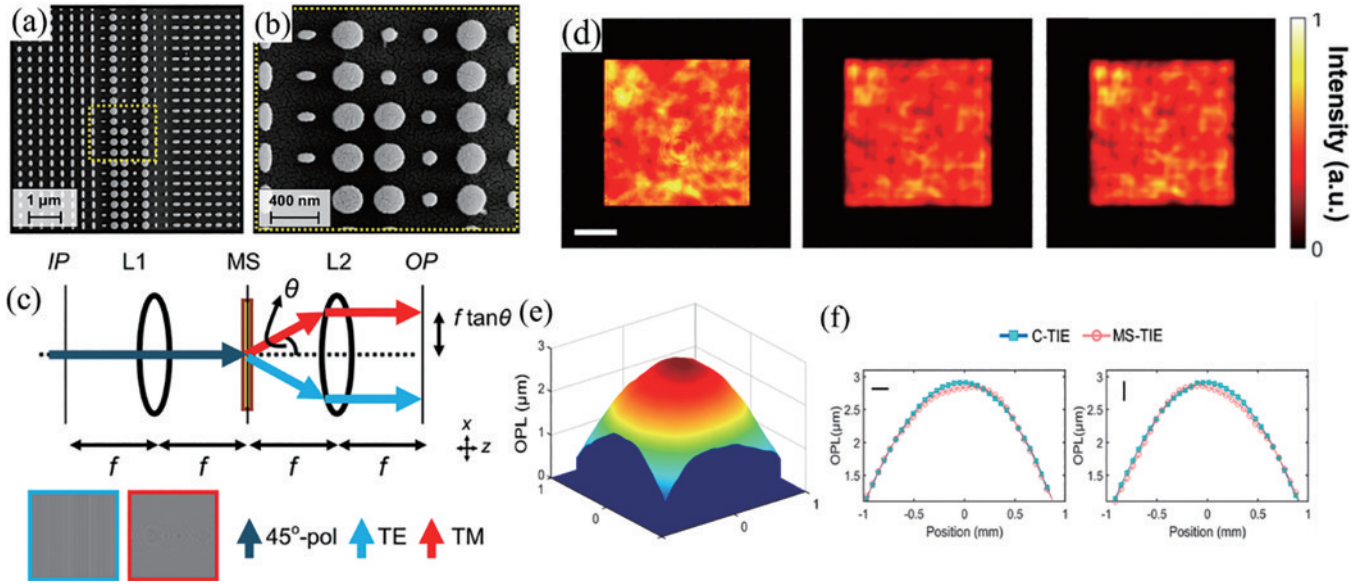 (a)
1 μm
(b)
400 nm
(c)
IP
L1
MS
L2
OP
θ
f tanθ
x
z
f
f
f
f
45°-pol
TE
TM
(d)
1
Intensity (a.u.)
0
(e)
3
2
1
0
OPL (μm)
1
0
0
1
(f)
C-TIE
MS-TIE
3
2.5
2
1.5
OPL(μm)
-1
-0.5
0
0.5
1
Position (mm)
3
2.5
2
1.5
OPL(μm)
-1
-0.5
0
0.5
1
Position (mm)